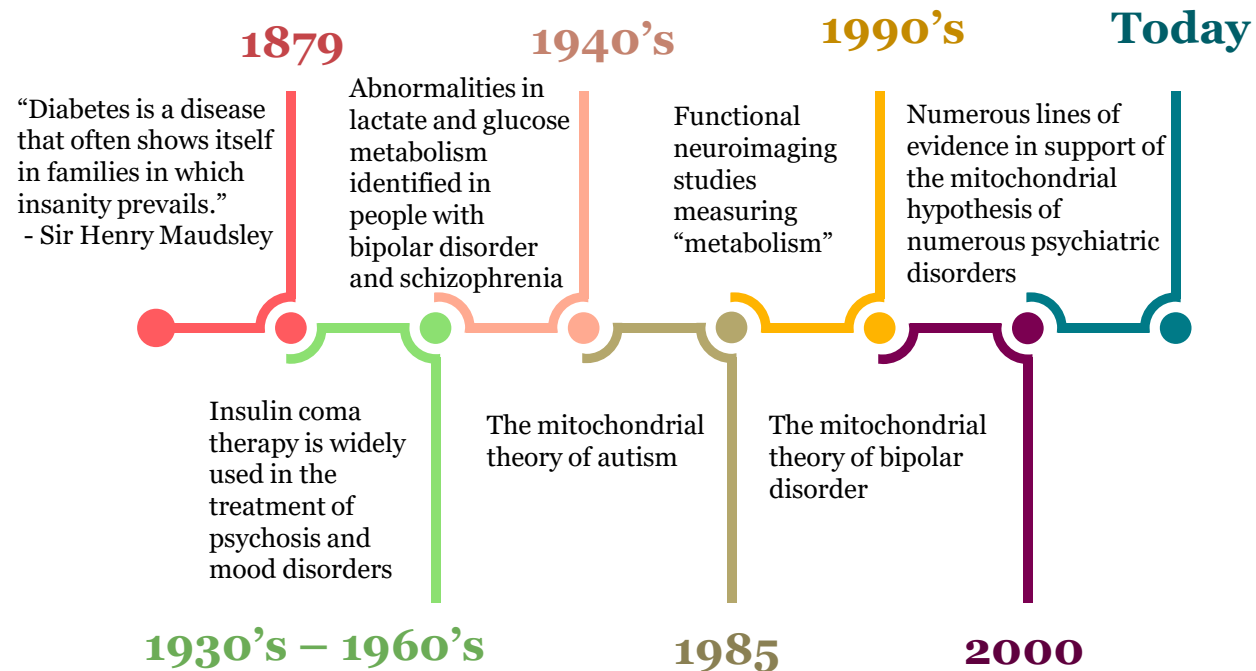 1879
“Diabetes is a disease
that often shows itself
in families in which
insanity prevails.”
- Sir Henry Maudsley
Insulin coma
therapy is widely
used in the
treatment of
psychosis and
mood disorders
1930’s – 1960’s
1940’s
Abnormalities in
lactate and glucose
metabolism
identified in
people with
bipolar disorder
and schizophrenia
The mitochondrial
theory of autism
1985
1990’s
Functional
neuroimaging
studies
measuring
“metabolism”
The mitochondrial
theory of bipolar
disorder
2000
Today
Numerous lines of
evidence in support of
the mitochondrial
hypothesis of
numerous psychiatric
disorders